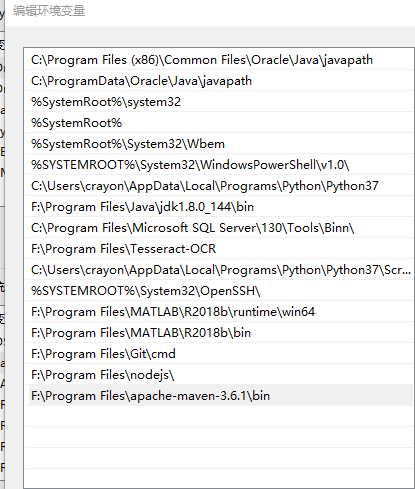 编辑环境变量
C:\Program Files (x86)\Common Files\Oracle\Java\javapath
C:\ProgramData\Oracle\Java\javapath
%SystemRoot%\system32
%SystemRoot%
%SystemRoot%\System32\Wbem
%SYSTEMROOT%\System32\WindowsPowerShell\v1.0\
C:\Users\crayon\AppData\Local\Programs\Python\Python37
F:\Program Files\Java\jdk1.8.0_144\bin
C:\Program Files\Microsoft SQL Server\130\Tools\Binn\
F:\Program Files\Tesseract-OCR
C:\Users\crayon\AppData\Local\Programs\Python\Python37\Scr...
%SYSTEMROOT%\System32\OpenSSH\
F:\Program Files\MATLAB\R2018b\runtime\win64
F:\Program Files\MATLAB\R2018b\bin
F:\Program Files\Git\cmd
F:\Program Files\nodejs\
F:\Program Files\apache-maven-3.6.1\bin